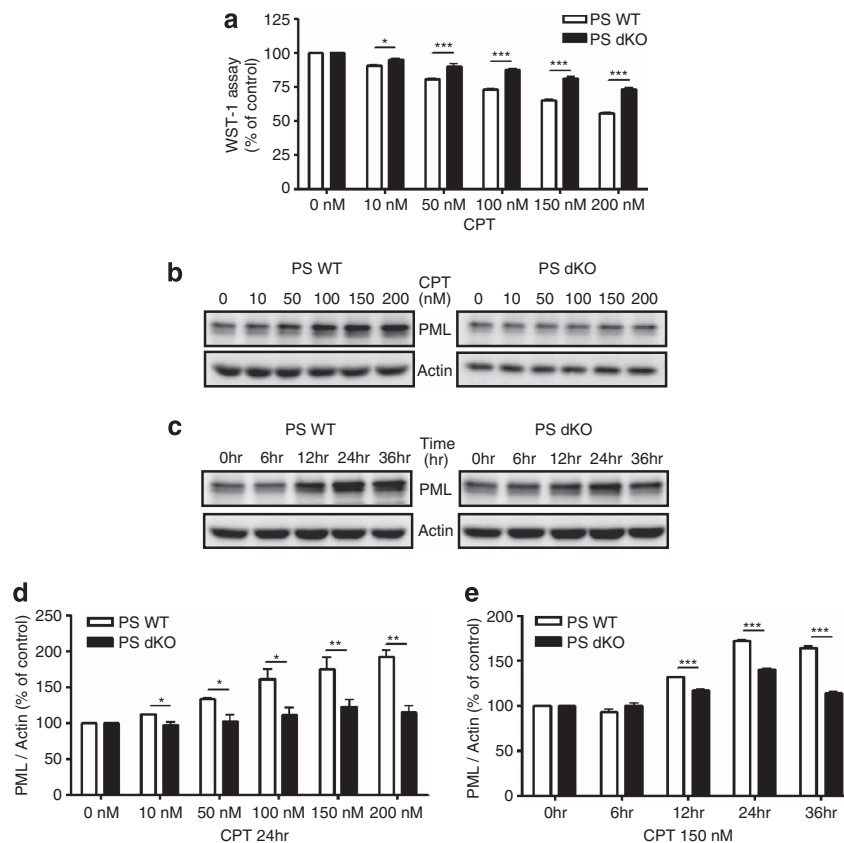 a
125
100
75
50
25
0
WST-1 assay
(% of control)
PS WT
PS dKO
*
***
***
***
***
0 nM 10 nM 50 nM 100 nM 150 nM 200 nM
CPT
b
PS WT
CPT
(nM)
PS dKO
0 10 50 100 150 200
0 10 50 100 150 200
PML
Actin
c
PS WT
Time
(hr)
PS dKO
0hr 6hr 12hr 24hr 36hr
0hr 6hr 12hr 24hr 36hr
PML
Actin
d
250
200
150
100
50
0
PML / Actin (% of control)
PS WT
PS dKO
*
*
*
**
**
0 nM 10 nM 50 nM 100 nM 150 nM 200 nM
CPT 24hr
e
200
150
100
50
0
PML / Actin (% of control)
PS WT
PS dKO
***
***
***
0hr 6hr 12hr 24hr 36hr
CPT 150 nM